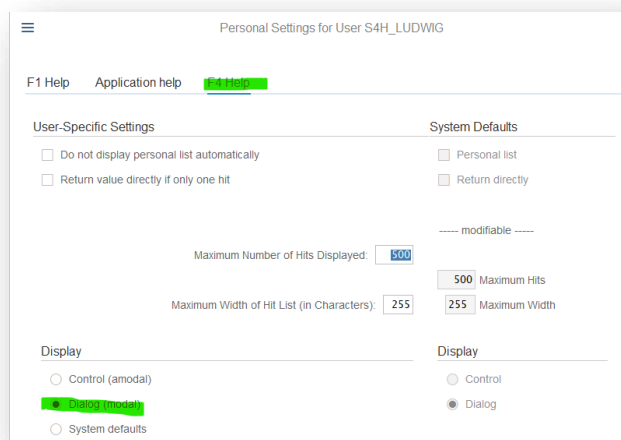 Personal Settings for User S4H_LUDWIG
F1 Help Application help F4 Help
User-Specific Settings System Defaults
Do not display personal list automatically Personal list
Return value directly if only one hit Return directly
----- modifiable -----
Maximum Number of Hits Displayed: 500
500 Maximum Hits
Maximum Width of Hit List (in Characters): 255 255 Maximum Width
Display Display
Control (amodal) Control
Dialog (modal) Dialog
System defaults